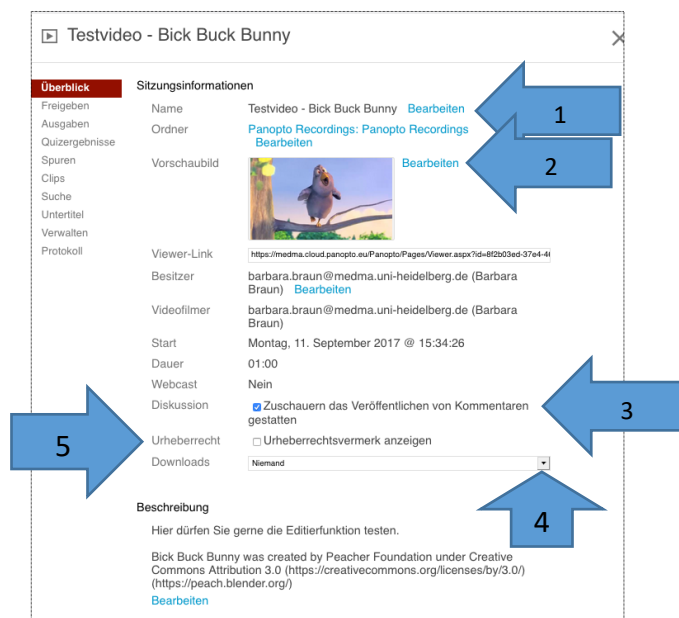 Testvideo - Bick Buck Bunny
Überblick
Freigeben
Ausgaben
Quizergebnisse
Spuren
Clips
Suche
Untertitel
Verwalten
Protokoll
Sitzungsinformationen
Name Testvideo - Bick Buck Bunny Bearbeiten
Ordner Panopto Recordings: Panopto Recordings
Bearbeiten
Vorschaubild Bearbeiten
Viewer-Link https://medma.cloud.panopto.eu/Panopto/Pages/Viewer.aspx?id=8f2b03ed-37e4-4
Besitzer barbara.braun@medma.uni-heidelberg.de (Barbara
Braun) Bearbeiten
Videofilmer barbara.braun@medma.uni-heidelberg.de (Barbara
Braun)
Start Montag, 11. September 2017 @ 15:34:26
Dauer 01:00
Webcast Nein
Diskussion Zuschauern das Veröffentlichen von Kommentaren
gestatten
Urheberrecht Urheberrechtsvermerk anzeigen
Downloads Niemand
Beschreibung
Hier dürfen Sie gerne die Editierfunktion testen.
Bick Buck Bunny was created by Peacher Foundation under Creative
Commons Attribution 3.0 (https://creativecommons.org/licenses/by/3.0/)
(https://peach.blender.org/)
Bearbeiten
1
2
3
4
5